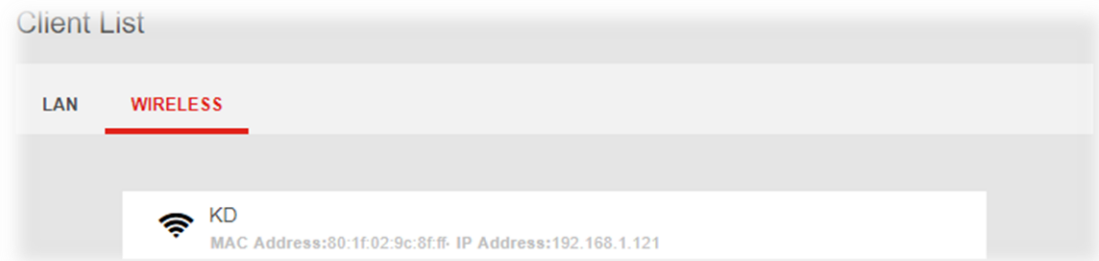 Client List
LAN WIRELESS
KD
MAC Address:80:1f:02:9c:8f:ff- IP Address:192.168.1.121